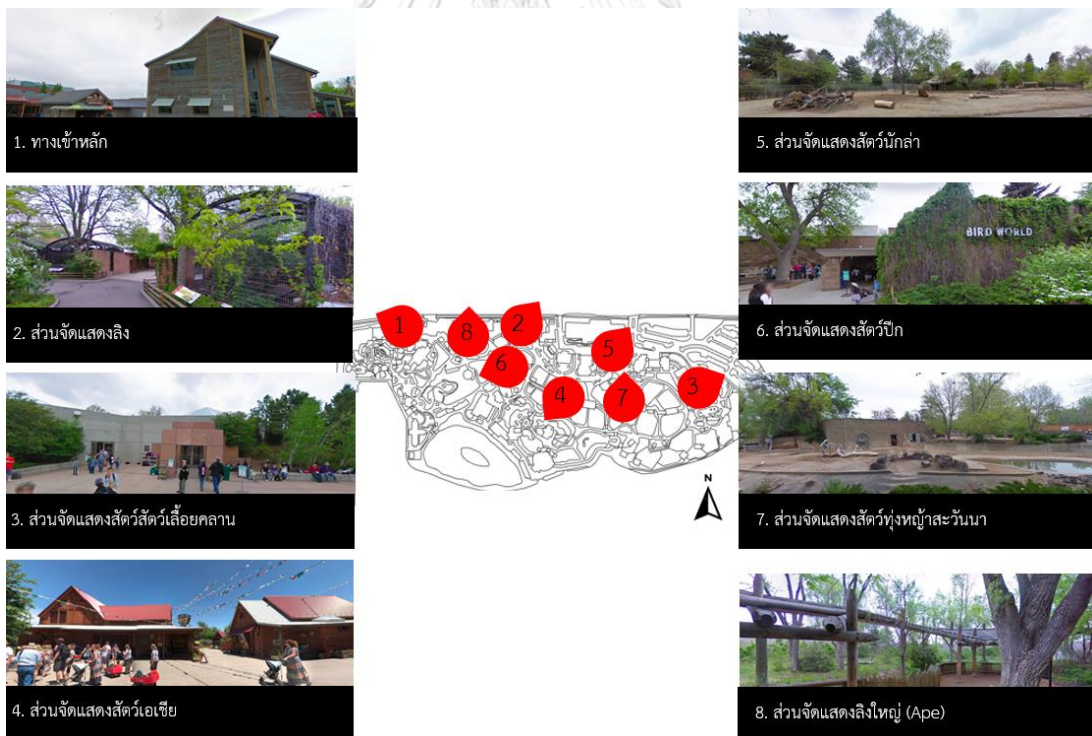 1. ทางเข้าหลัก
2. ส่วนจัดแสดงลิง
3. ส่วนจัดแสดงสัตว์สัตว์เลื้อยคลาน
4. ส่วนจัดแสดงสัตว์เอเชีย
1
8
2
6
5
4
7
3
N
5. ส่วนจัดแสดงสัตว์นักล่า
BIRD WORLD
6. ส่วนจัดแสดงสัตว์ปีก
7. ส่วนจัดแสดงสัตว์ทุ่งหญ้าสะวันนา
8. ส่วนจัดแสดงลิงใหญ่ (Ape)